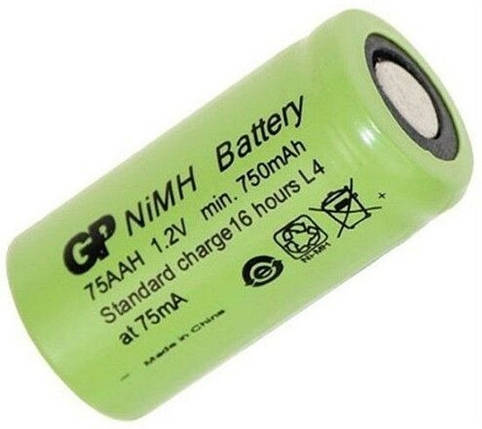 GP NiMH Battery
75AAH 1.2V min. 750mAh
Standard charge16 hours L4
at 75mA
Ni-MH
Made in China